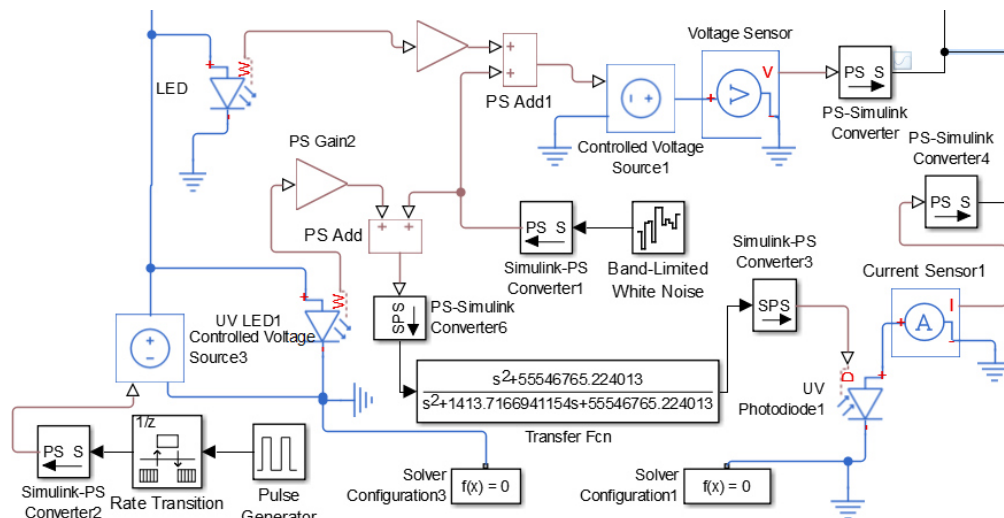 Voltage Sensor
LED
W
+
+
PS Add1
V
V
PS S
PS-Simulink
Converter
Controlled Voltage
Source1
PS-Simulink
Converter4
PS S
PS Gain2
+ +
PS Add
PS S
Simulink-PS
Converter1
Band-Limited
White Noise
Simulink-PS
Converter3
SPS
Current Sensor1
I
A
W
UV LED1
Controlled Voltage
Source3
SPS
PS-Simulink
Converter6
s²+55546765.224013
s²+1413.7166941154s+55546765.224013
Transfer Fcn
D
UV
Photodiode1
PS S
Simulink-PS
Converter2
1/z
Rate Transition
Pulse
Generator
Solver
Configuration3
f(x) = 0
Solver
Configuration1
f(x) = 0